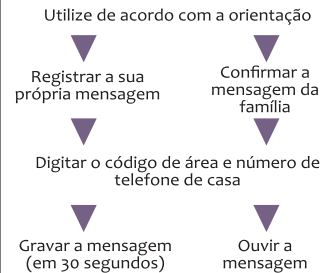 Utilize de acordo com a orientação
Registrar a sua
própria mensagem
Confirmar a
mensagem da
família
Digitar o código de área e número de
telefone de casa
Gravar a mensagem
(em 30 segundos)
Ouvir a
mensagem